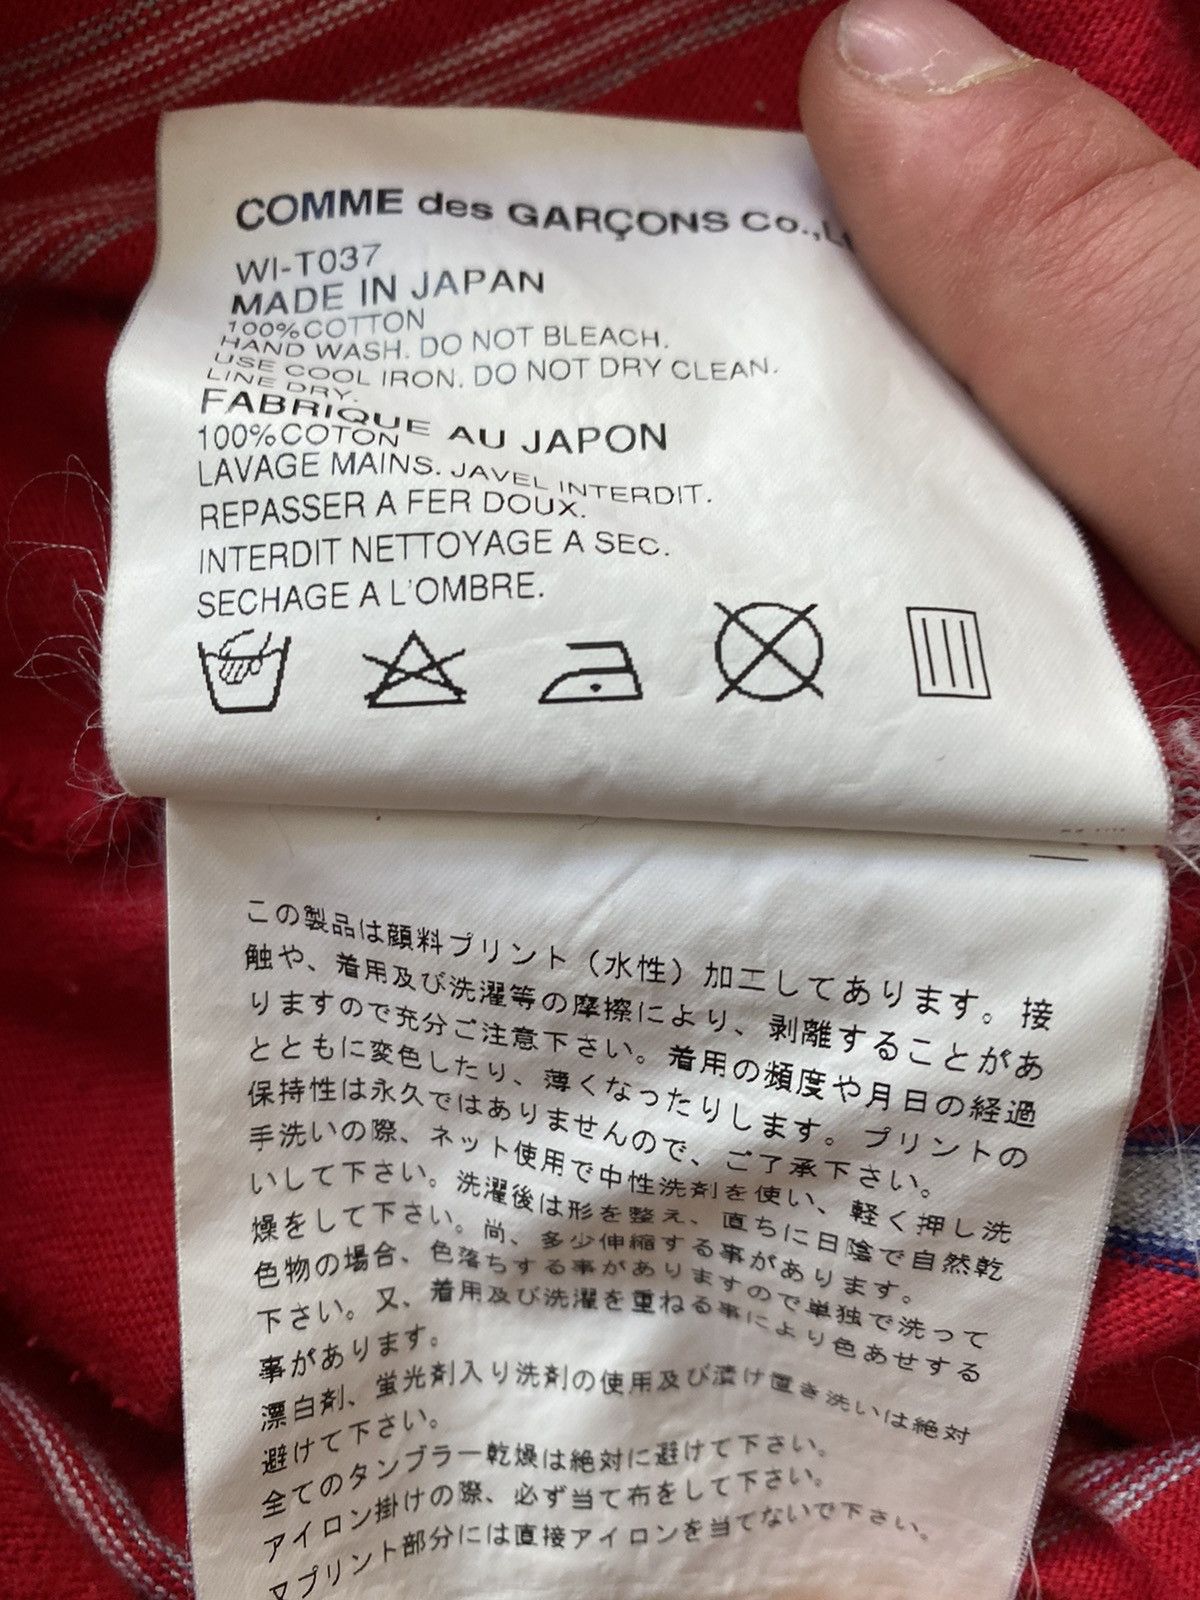 COMME des GARÇONS Co.,
WI-T037
MADE IN JAPAN
100%COTTON
HAND WASH. DO NOT BLEACH.
USE COOL IRON. DO NOT DRY CLEAN.
LINE DRY.
FABRIQUE AU JAPON
100%COTON
LAVAGE MAINS. JAVEL INTERDIT.
REPASSER A FER DOUX.
INTERDIT NETTOYAGE A SEC.
SECHAGE A L'OMBRE.
この製品は顔料プリント（水性）加工してあります。接
触や、着用及び洗濯等の摩擦により、剥離することがあ
りますので充分ご注意下さい。着用の頻度や月日の経過
とともに変色したり、薄くなったりします。プリントの
保持性は永久ではありませんので、ご了承下さい。
手洗いの際、ネット使用で中性洗剤を使い、軽く押し洗
いして下さい。洗濯後は形を整え、直ちに日陰で自然乾
燥をして下さい。尚、多少伸縮する事があります。
色物の場合、色落ちする事がありますので単独で洗って
下さい。又、着用及び洗濯を重ねる事により色あせする
事があります。
漂白剤、蛍光剤入り洗剤の使用及び漬け置き洗いは絶対
避けて下さい。
全てのタンブラー乾燥は絶対に避けて下さい。
アイロン掛けの際、必ず当て布をして下さい。
▽プリント部分には直接アイロンを当てないで下さい。